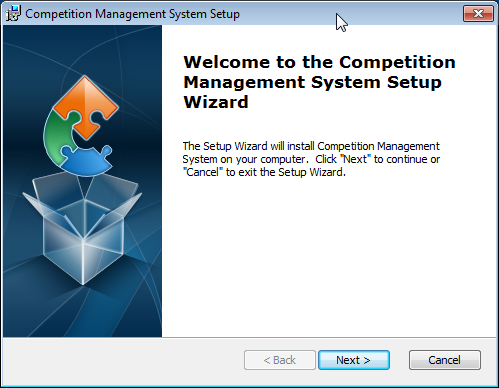 Competition Management System Setup
Welcome to the Competition
Management System Setup
Wizard
The Setup Wizard will install Competition Management
System on your computer. Click "Next" to continue or
"Cancel" to exit the Setup Wizard.
< Back
Next >
Cancel